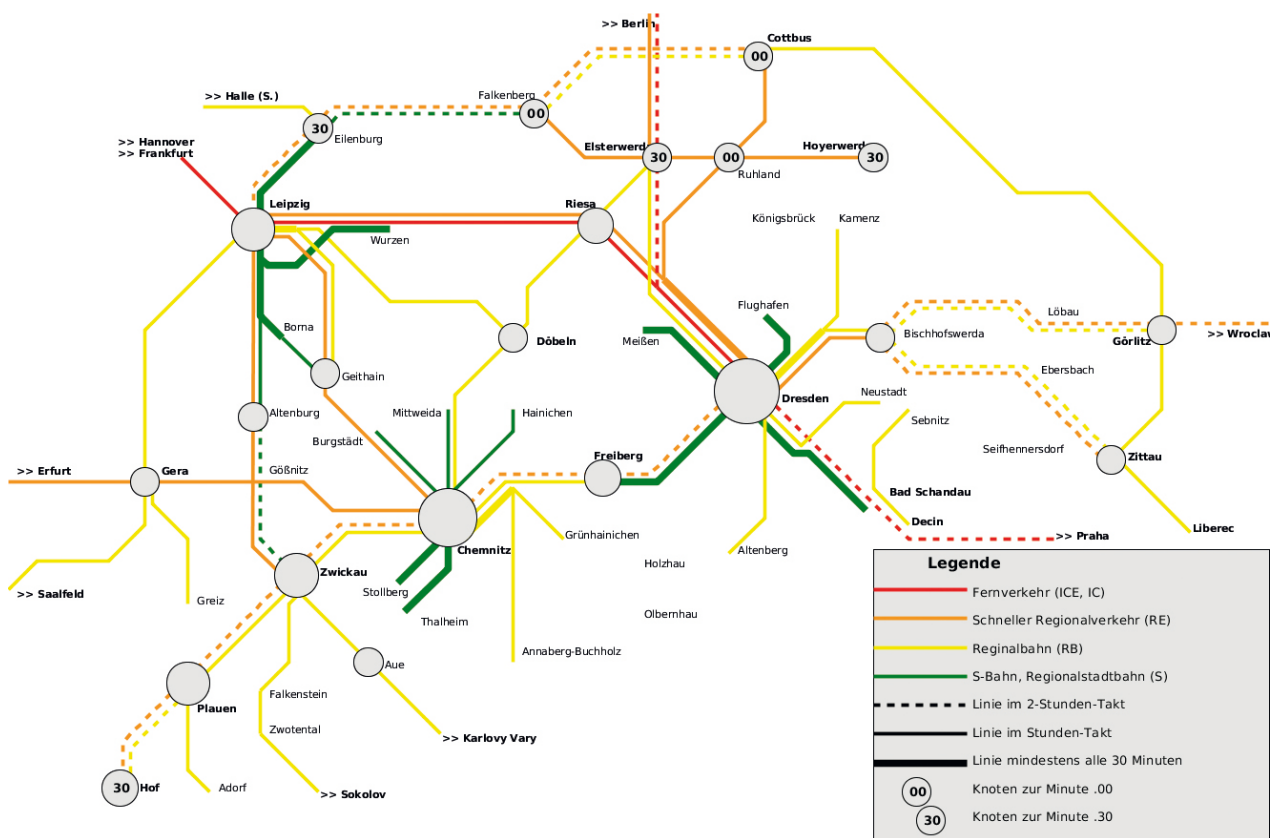 >> Berlin
Cottbus
00
>> Halle (S.)
Falkenberg
00
30
Eilenburg
>> Hannover
>> Frankfurt
Elsterwerd
30
00
Ruhland
Hoyerwerd
30
Leipzig
Riesa
Königsbrück
Kamenz
Wurzen
Flughafen
Borna
Döbeln
Meißen
Bischofswerda
Löbau
Görlitz
>> Wroclaw
Geithain
Ebersbach
Altenburg
Mittweida
Hainichen
Dresden
Neustadt
Sebnitz
Burgstädt
Seifhennersdorf
Zittau
>> Erfurt
Gera
Gößnitz
Freiberg
Bad Schandau
Decin
>> Praha
Liberec
Chemnitz
Grünhainichen
Altenberg
Holzhau
Zwickau
Stollberg
Thalheim
Olbernhau
>> Saalfeld
Greiz
Annaberg-Buchholz
Aue
Falkenstein
Plauen
Zwotental
>> Karlovy Vary
30
Hof
Adorf
>> Sokolov
Legende
Fernverkehr (ICE, IC)
Schneller Regionalverkehr (RE)
Reginalbahn (RB)
S-Bahn, Regionalstadtbahn (S)
Linie im 2-Stunden-Takt
Linie im Stunden-Takt
Linie mindestens alle 30 Minuten
00
Knoten zur Minute .00
30
Knoten zur Minute .30